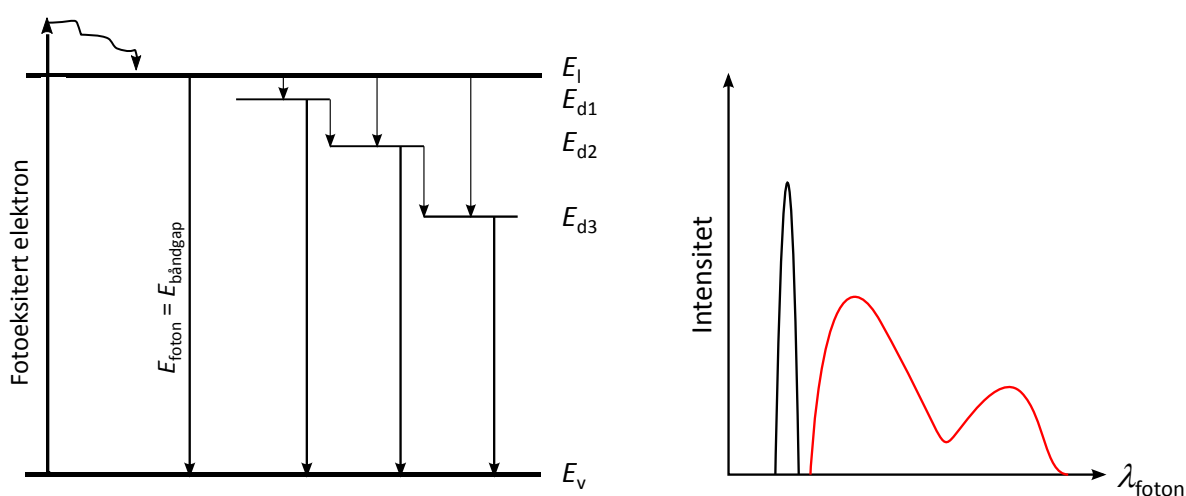 Fotoeksitert elektron
E_foton = E_båndgap
E_l
E_d1
E_d2
E_d3
E_v
Intensitet
λ_foton